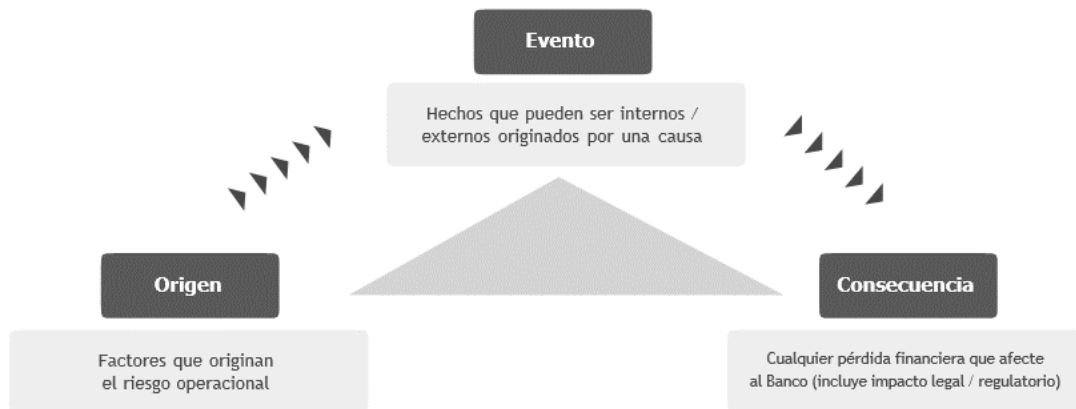 Evento
Hechos que pueden ser internos /
externos originados por una causa
Origen
Factores que originan
el riesgo operacional
Consecuencia
Cualquier pérdida financiera que afecte
al Banco (incluye impacto legal / regulatorio)